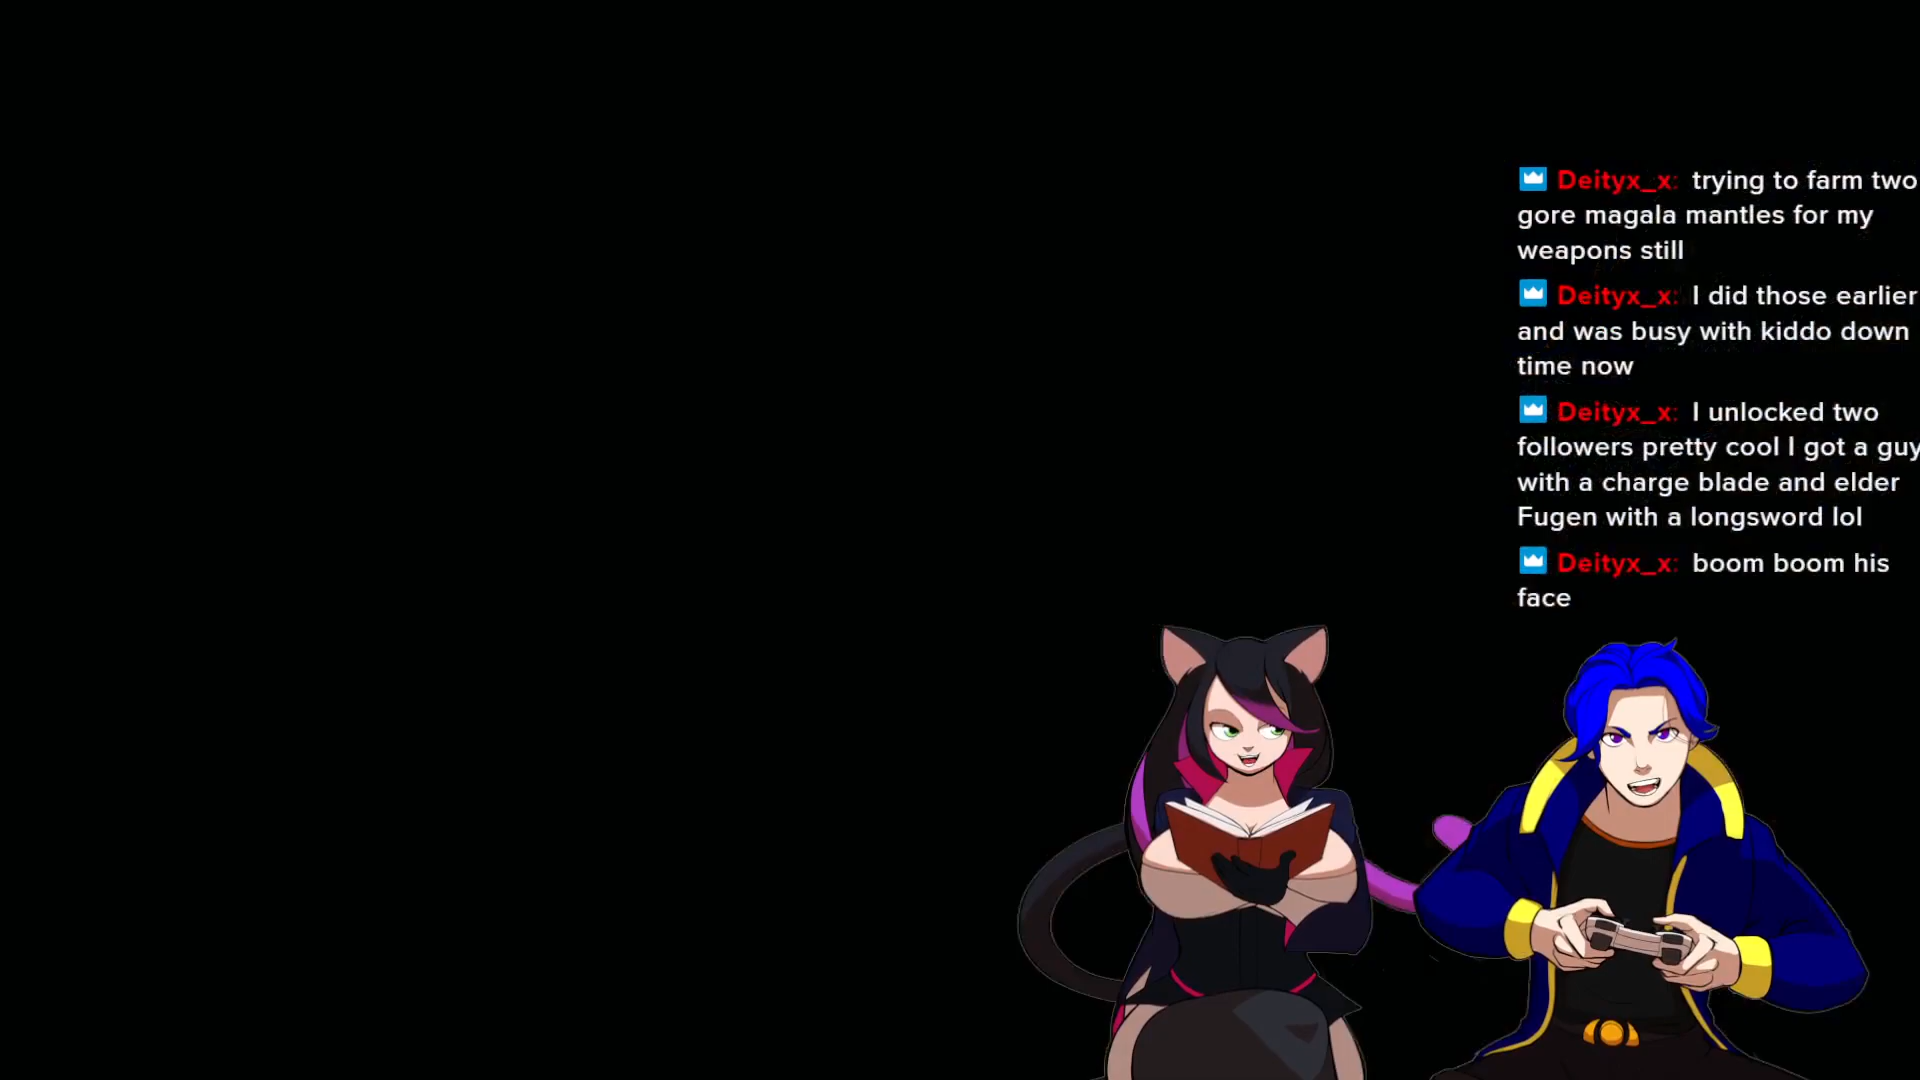 Deityx_x: trying to farm two
gore magala mantles for my
weapons still
Deityx_x: I did those earlier
and was busy with kiddo down
time now
Deityx_x: I unlocked two
followers pretty cool I got a guy
with a charge blade and elder
Fugen with a longsword lol
Deityx_x: boom boom his
face